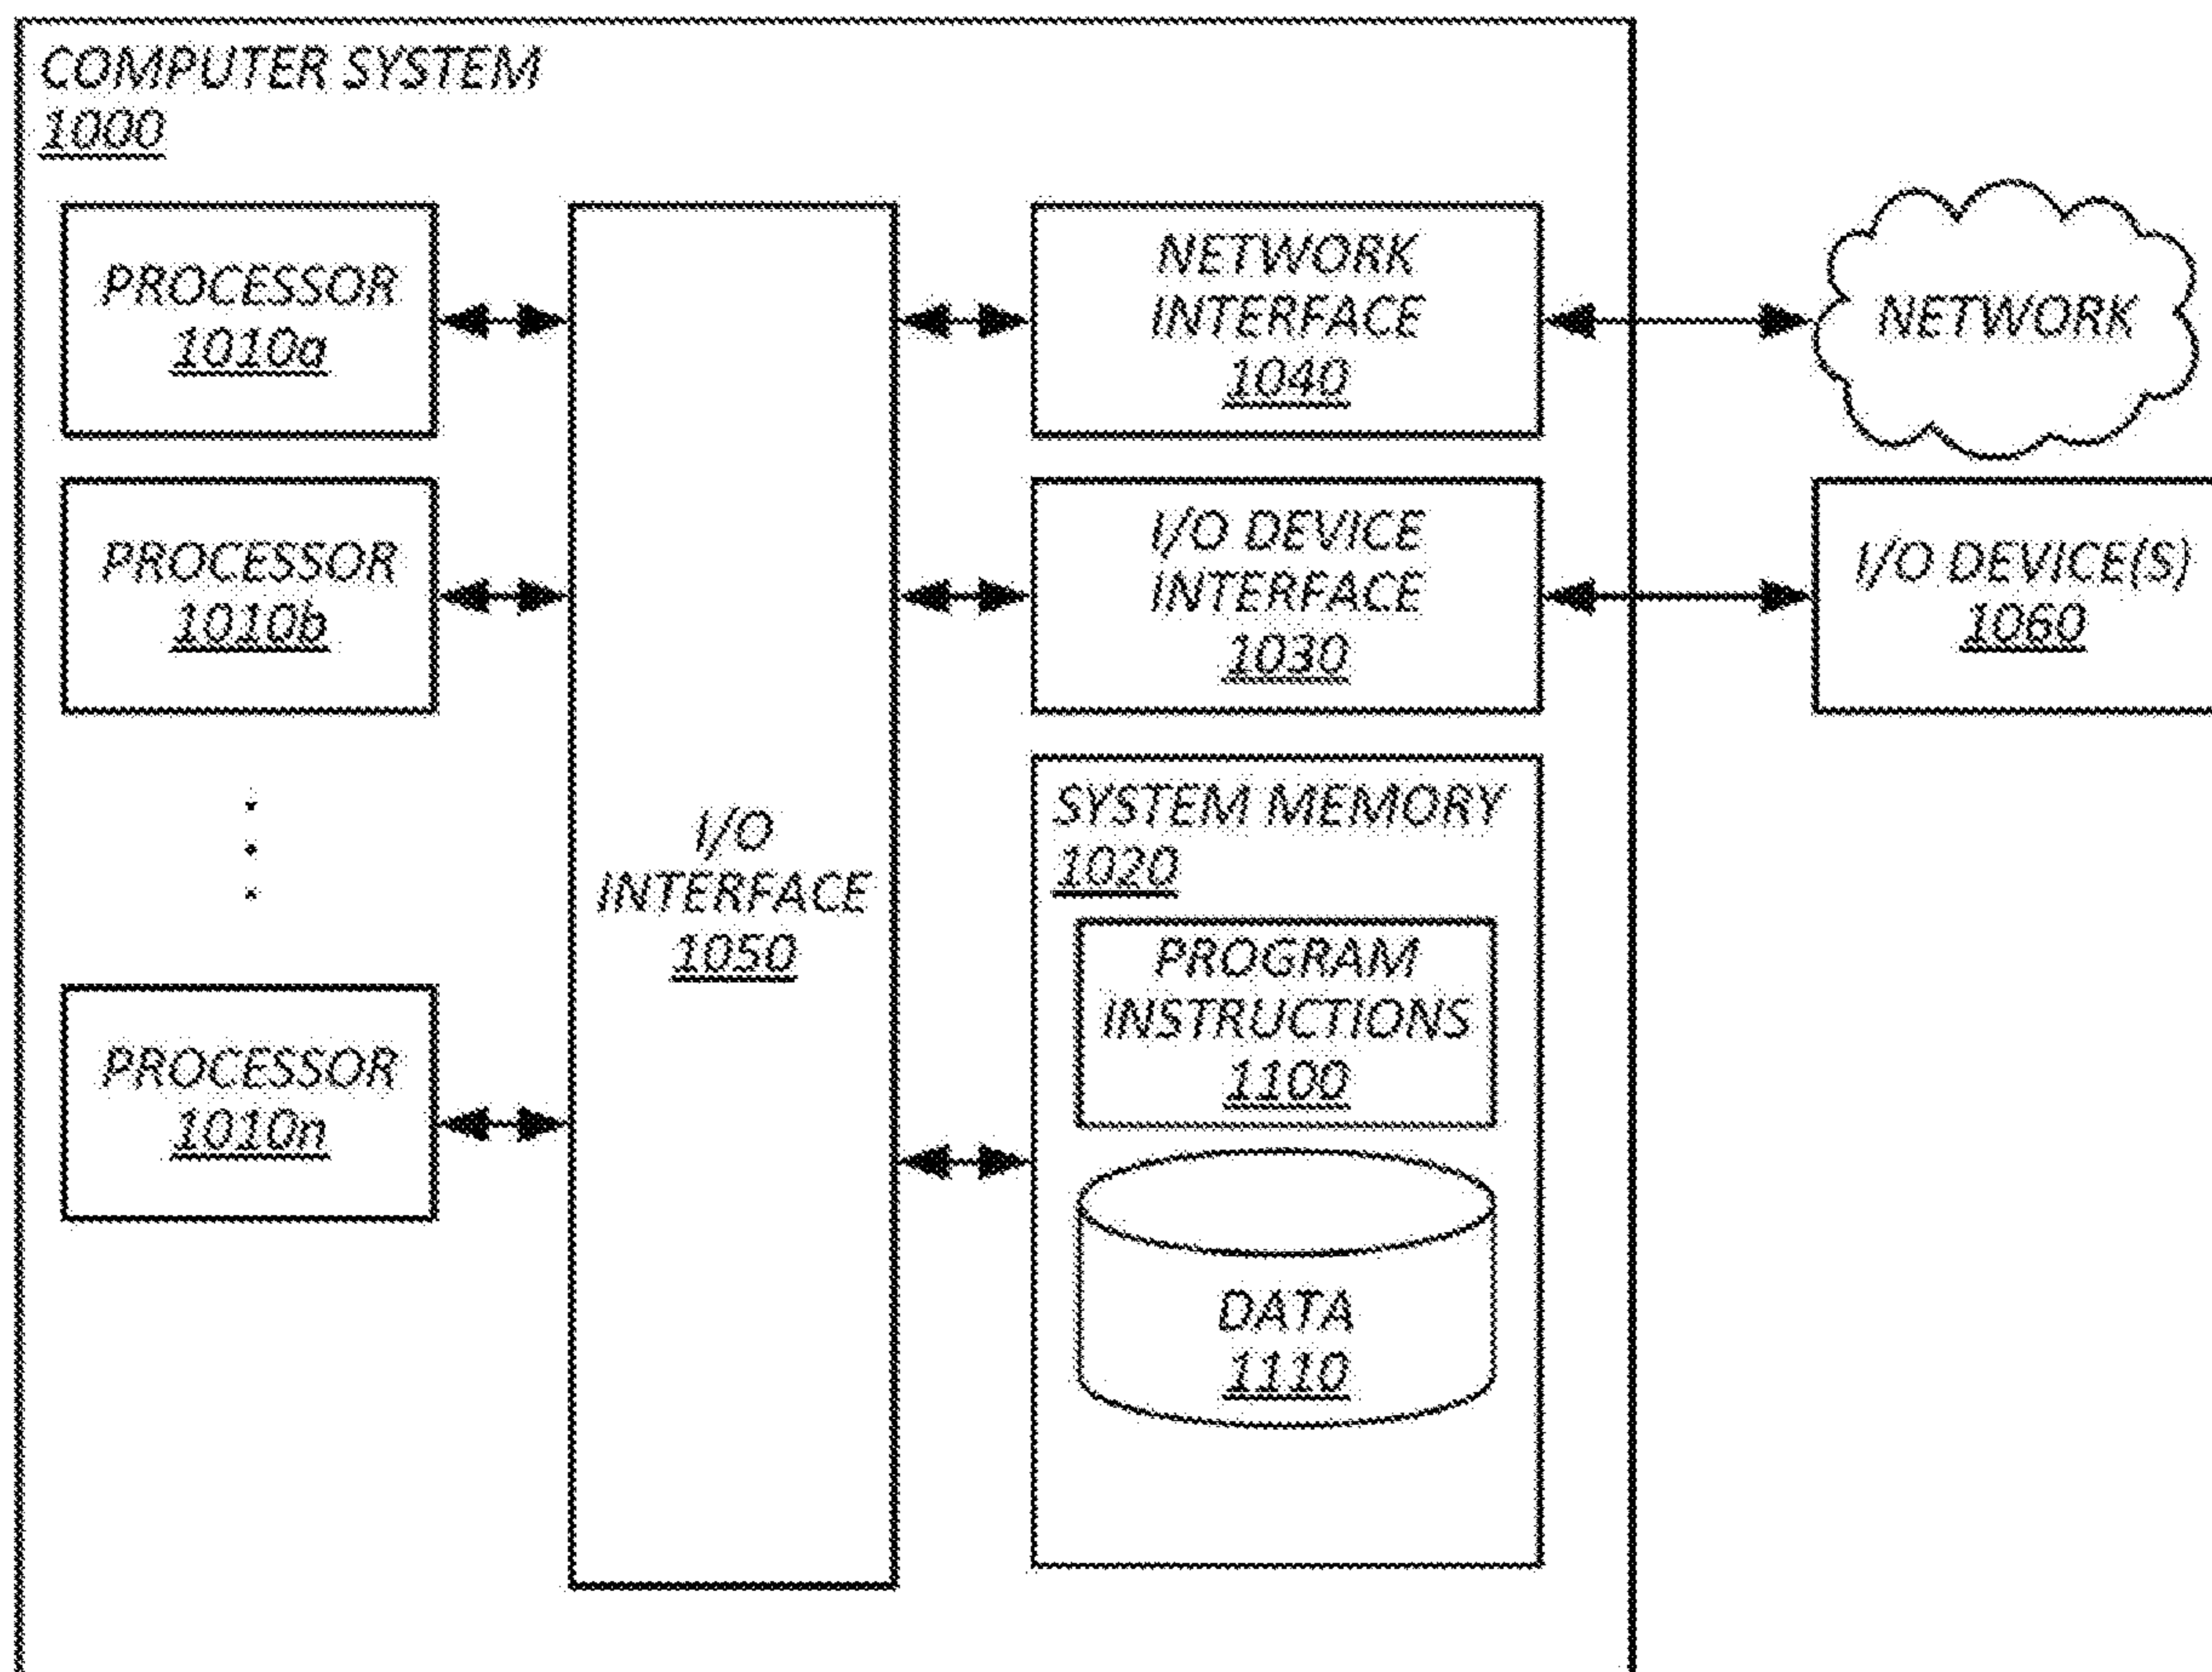 COMPUTER SYSTEM
1000
PROCESSOR
1010a
PROCESSOR
1010b
PROCESSOR
1010n
I/O
INTERFACE
1050
NETWORK
INTERFACE
1040
I/O DEVICE
INTERFACE
1030
SYSTEM MEMORY
1020
PROGRAM
INSTRUCTIONS
1100
DATA
1110
NETWORK
I/O DEVICE(S)
1060